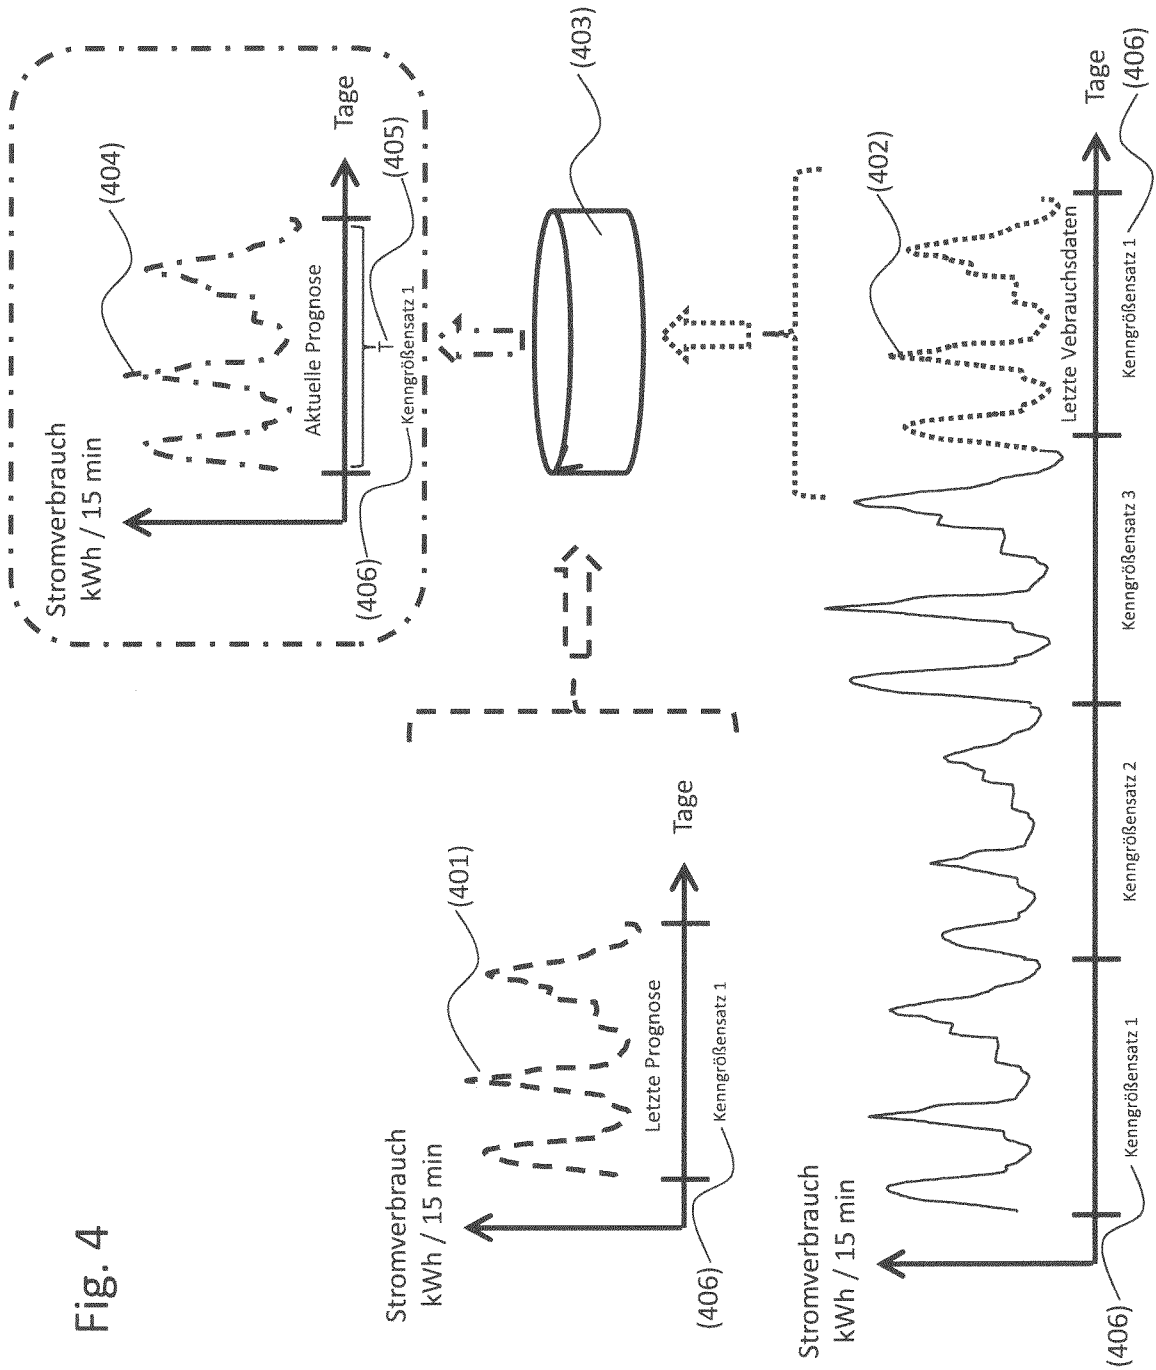 Fig. 4
Stromverbrauch
kWh / 15 min
(401)
Letzte Prognose
Tage
Kenngrößensatz 1
(406)
Stromverbrauch
kWh / 15 min
(404)
Aktuelle Prognose
Tage
T
(405)
Kenngrößensatz 1
(406)
(403)
Stromverbrauch
kWh / 15 min
(402)
Letzte Vebrauchsdaten
Tage
Kenngrößensatz 1
Kenngrößensatz 2
Kenngrößensatz 3
Kenngrößensatz 1
(406)
(406)